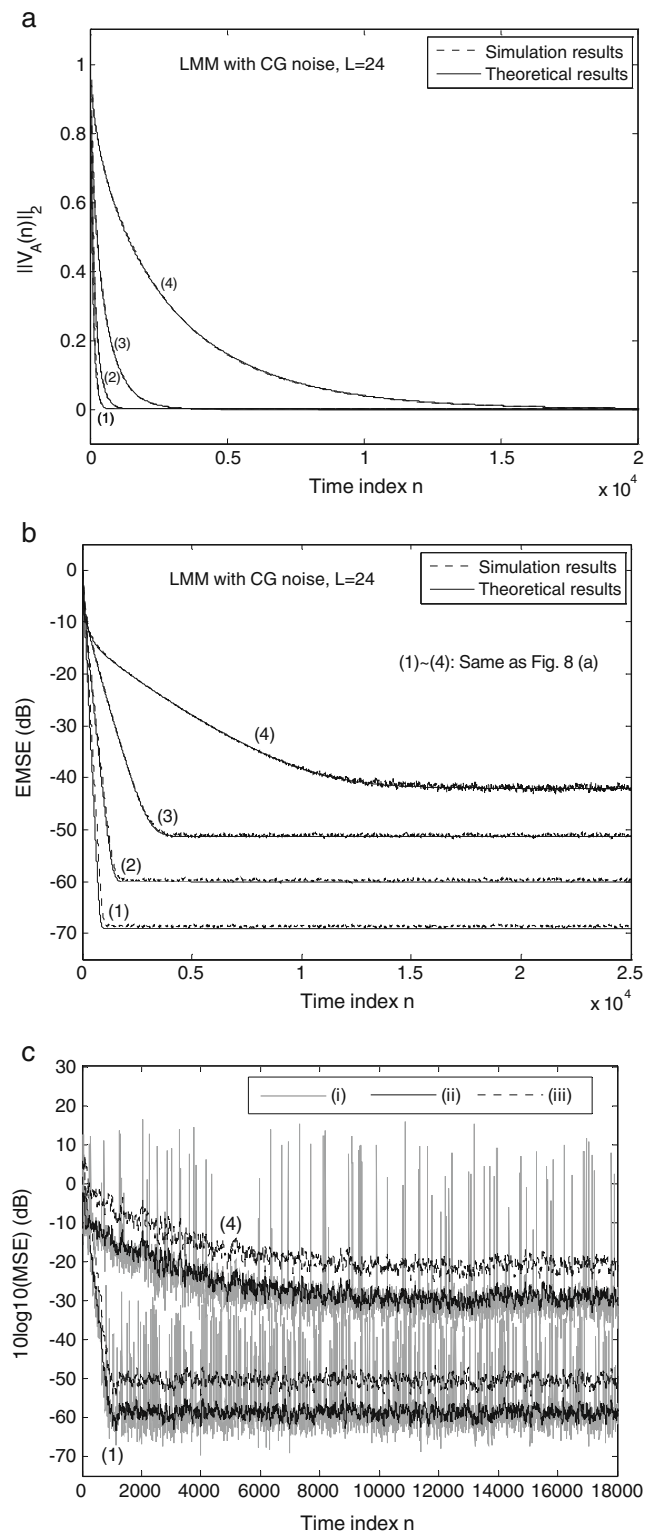 a
LMM with CG noise, L=24
Simulation results
Theoretical results
1
0.8
0.6
0.4
0.2
0
||V_A(n)||_2
(4)
(3)
(2)
(1)
0
0.5
1
1.5
2
x 10^4
Time index n
b
LMM with CG noise, L=24
Simulation results
Theoretical results
(1)~(4): Same as Fig. 8 (a)
0
-10
-20
-30
-40
-50
-60
-70
EMSE (dB)
(4)
(3)
(2)
(1)
0
0.5
1
1.5
2
2.5
x 10^4
Time index n
c
(i)
(ii)
(iii)
30
20
10
0
-10
-20
-30
-40
-50
-60
-70
10log10(MSE) (dB)
(4)
(1)
0
2000
4000
6000
8000
10000
12000
14000
16000
18000
Time index n